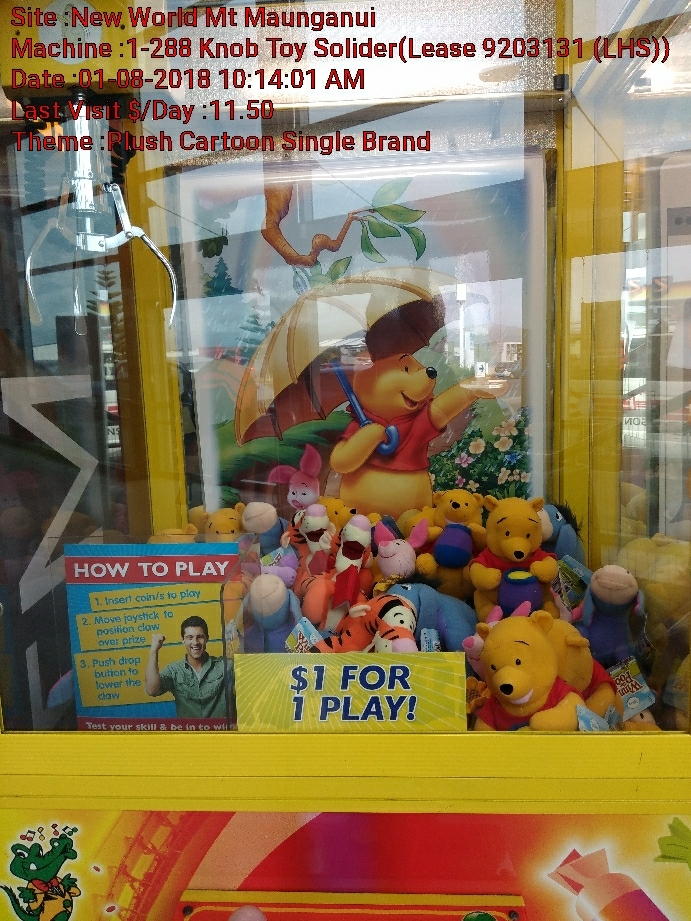 Site :New World Mt Maunganui
Machine :1-288 Knob Toy Solider(Lease 9203131 (LHS))
Date :01-08-2018 10:14:01 AM
Last Visit $/Day :11.50
Theme :Plush Cartoon Single Brand
HOW TO PLAY
1. Insert coin/s to play
2. Move joystick to
position claw
over prize
3. Push drop
button to
lower the
claw
Test your skill & be in to win
$1 FOR
1 PLAY!